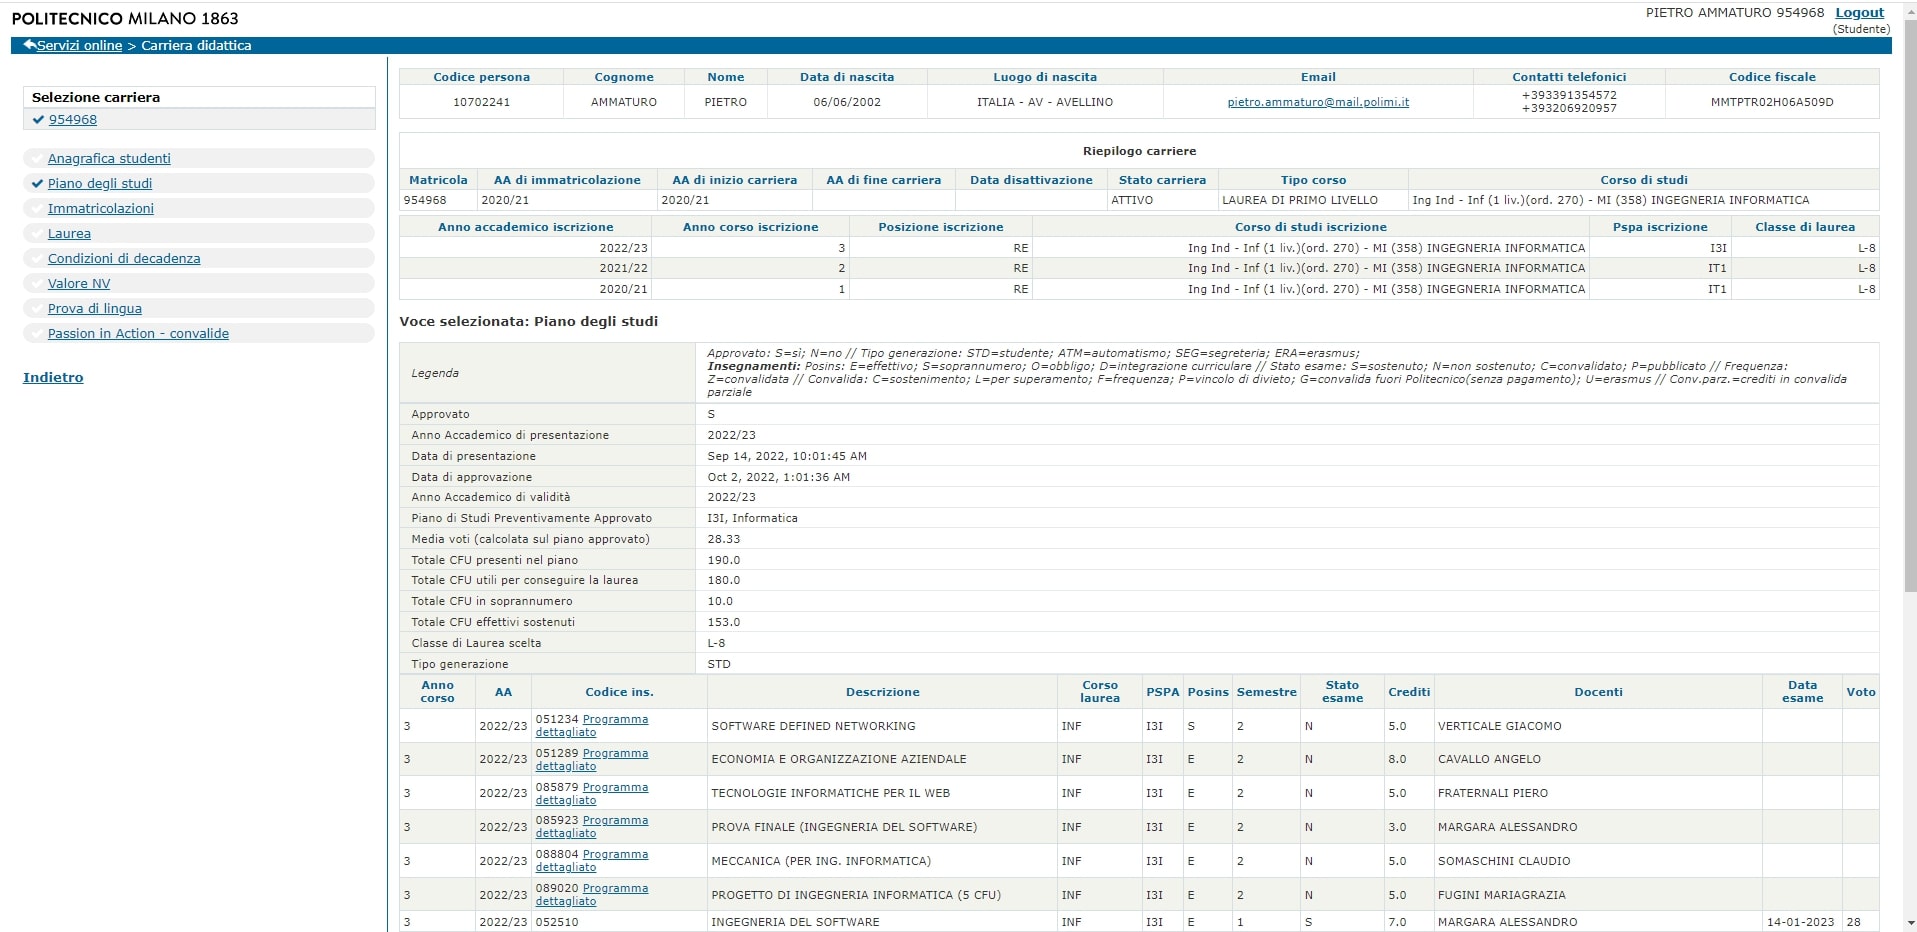 POLITECNICO MILANO 1863
PIETRO AMMATURO 954968 Logout
(Studente)
Servizi online > Carriera didattica
Selezione carriera
954968
Anagrafica studenti
Piano degli studi
Immatricolazioni
Laurea
Condizioni di decadenza
Valore NV
Prova di lingua
Passion in Action - convalide
Indietro
Codice persona Cognome Nome Data di nascita Luogo di nascita Email Contatti telefonici Codice fiscale
10702241 AMMATURO PIETRO 06/06/2002 ITALIA - AV - AVELLINO pietro.ammaturo@mail.polimi.it +393391354572 +393206920957 MMTPTR02H06A509D
Riepilogo carriere
Matricola AA di immatricolazione AA di inizio carriera AA di fine carriera Data disattivazione Stato carriera Tipo corso Corso di studi
954968 2020/21 2020/21 ATTIVO LAUREA DI PRIMO LIVELLO Ing Ind - Inf (1 liv.)(ord. 270) - MI (358) INGEGNERIA INFORMATICA
Anno accademico iscrizione Anno corso iscrizione Posizione iscrizione Corso di studi iscrizione Pspa iscrizione Classe di laurea
2022/23 3 RE Ing Ind - Inf (1 liv.)(ord. 270) - MI (358) INGEGNERIA INFORMATICA I3I L-8
2021/22 2 RE Ing Ind - Inf (1 liv.)(ord. 270) - MI (358) INGEGNERIA INFORMATICA IT1 L-8
2020/21 1 RE Ing Ind - Inf (1 liv.)(ord. 270) - MI (358) INGEGNERIA INFORMATICA IT1 L-8
Voce selezionata: Piano degli studi
Legenda
Approvato: S=sì; N=no // Tipo generazione: STD=studente; ATM=automatismo; SEG=segreteria; ERA=erasmus;
Insegnamenti: Posins: E=effettivo; S=soprannumero; O=obbligo; D=integrazione curriculare // Stato esame: S=sostenuto; N=non sostenuto; C=convalidato; P=pubblicato // Frequenza:
Z=convalidata // Convalida: C=sostenimento; L=per superamento; F=frequenza; P=vincolo di divieto; G=convalida fuori Politecnico(senza pagamento); U=erasmus // Conv.parz.=crediti in convalida
parziale
Approvato S
Anno Accademico di presentazione 2022/23
Data di presentazione Sep 14, 2022, 10:01:45 AM
Data di approvazione Oct 2, 2022, 1:01:36 AM
Anno Accademico di validità 2022/23
Piano di Studi Preventivamente Approvato I3I, Informatica
Media voti (calcolata sul piano approvato) 28.33
Totale CFU presenti nel piano 190.0
Totale CFU utili per conseguire la laurea 180.0
Totale CFU in soprannumero 10.0
Totale CFU effettivi sostenuti 153.0
Classe di Laurea scelta L-8
Tipo generazione STD
Anno corso AA Codice ins. Descrizione Corso laurea PSPA Posins Semestre Stato esame Crediti Docenti Data esame Voto
3 2022/23 051234 Programma dettagliato SOFTWARE DEFINED NETWORKING INF I3I S 2 N 5.0 VERTICALE GIACOMO
3 2022/23 051289 Programma dettagliato ECONOMIA E ORGANIZZAZIONE AZIENDALE INF I3I E 2 N 8.0 CAVALLO ANGELO
3 2022/23 085879 Programma dettagliato TECNOLOGIE INFORMATICHE PER IL WEB INF I3I E 2 N 5.0 FRATERNALI PIERO
3 2022/23 085923 Programma dettagliato PROVA FINALE (INGEGNERIA DEL SOFTWARE) INF I3I E 2 N 3.0 MARGARA ALESSANDRO
3 2022/23 088804 Programma dettagliato MECCANICA (PER ING. INFORMATICA) INF I3I E 2 N 5.0 SOMASCHINI CLAUDIO
3 2022/23 089020 Programma dettagliato PROGETTO DI INGEGNERIA INFORMATICA (5 CFU) INF I3I E 2 N 5.0 FUGINI MARIAGRAZIA
3 2022/23 052510 INGEGNERIA DEL SOFTWARE INF I3I E 1 S 7.0 MARGARA ALESSANDRO 14-01-2023 28